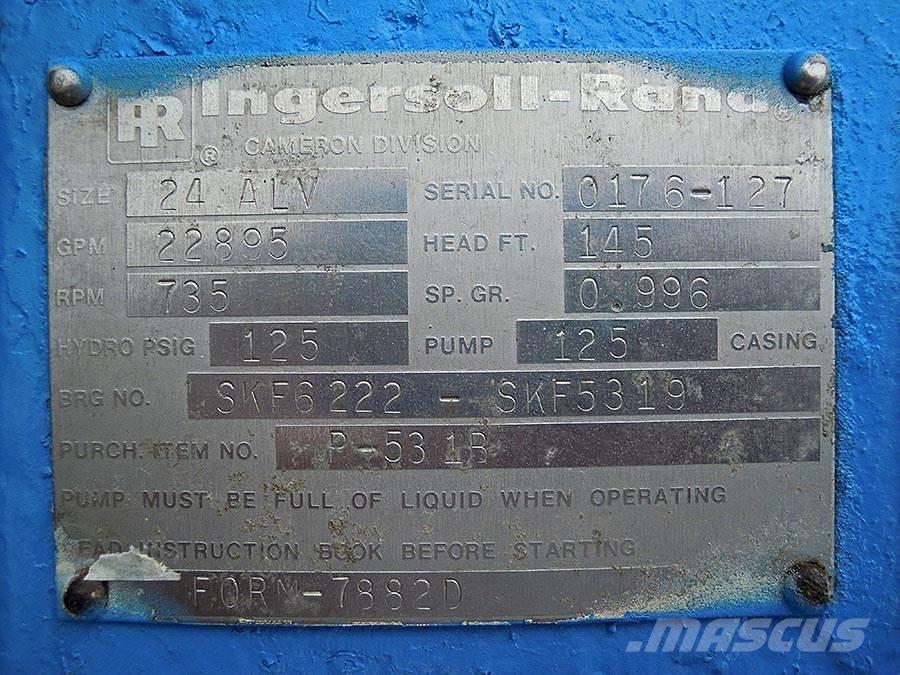 IR Ingersoll-Rand ®
® CAMERON DIVISION
SIZE 24 ALV SERIAL NO. 0176-127
GPM 22895 HEAD FT. 145
RPM 735 SP. GR. 0.996
HYDRO PSIG 125 PUMP 125 CASING
BRG NO. SKF6222 - SKF5319
PURCH. ITEM NO. P-531B
PUMP MUST BE FULL OF LIQUID WHEN OPERATING
READ INSTRUCTION BOOK BEFORE STARTING
FORM-7882D
.MASCUS